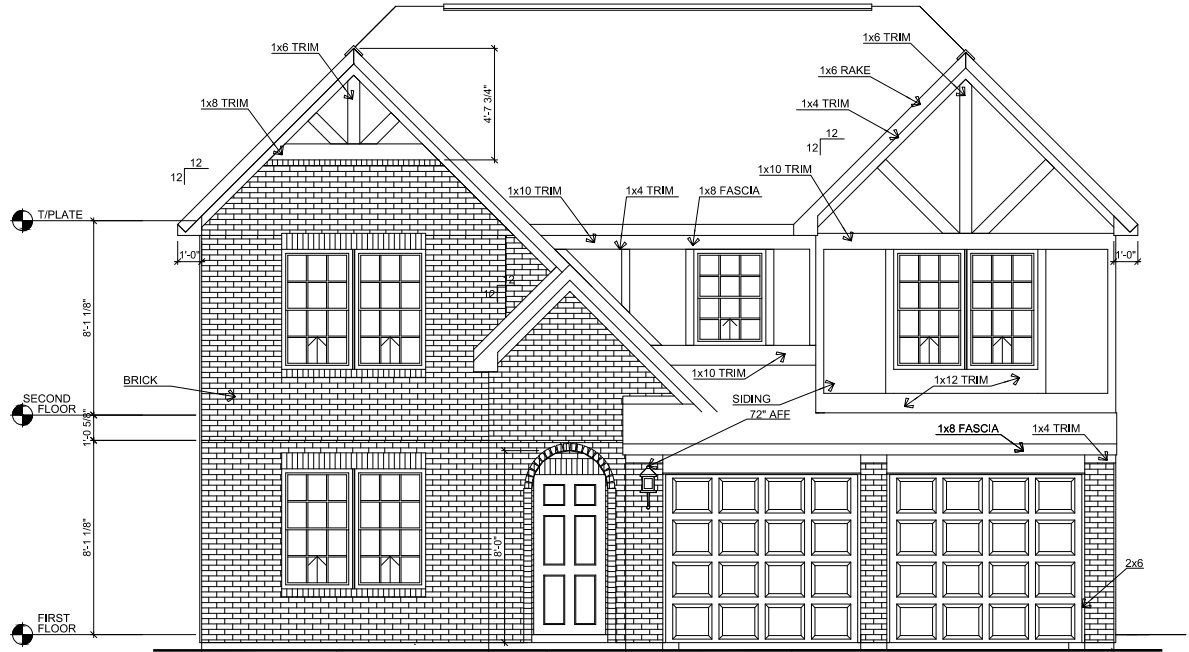 1x6 TRIM
1x6 TRIM
1x6 RAKE
1x8 TRIM
4'-7 3/4"
1x4 TRIM
12
12
12
12
1x10 TRIM
1x10 TRIM
1x4 TRIM
1x8 FASCIA
T/PLATE
1'-0"
1'-0"
12
12
8'-1 1/8"
BRICK
1x10 TRIM
1x12 TRIM
SIDING
72" AFF
SECOND
FLOOR
1'-0 5/8"
1x8 FASCIA
1x4 TRIM
8'-1 1/8"
8'-0"
2x6
FIRST
FLOOR